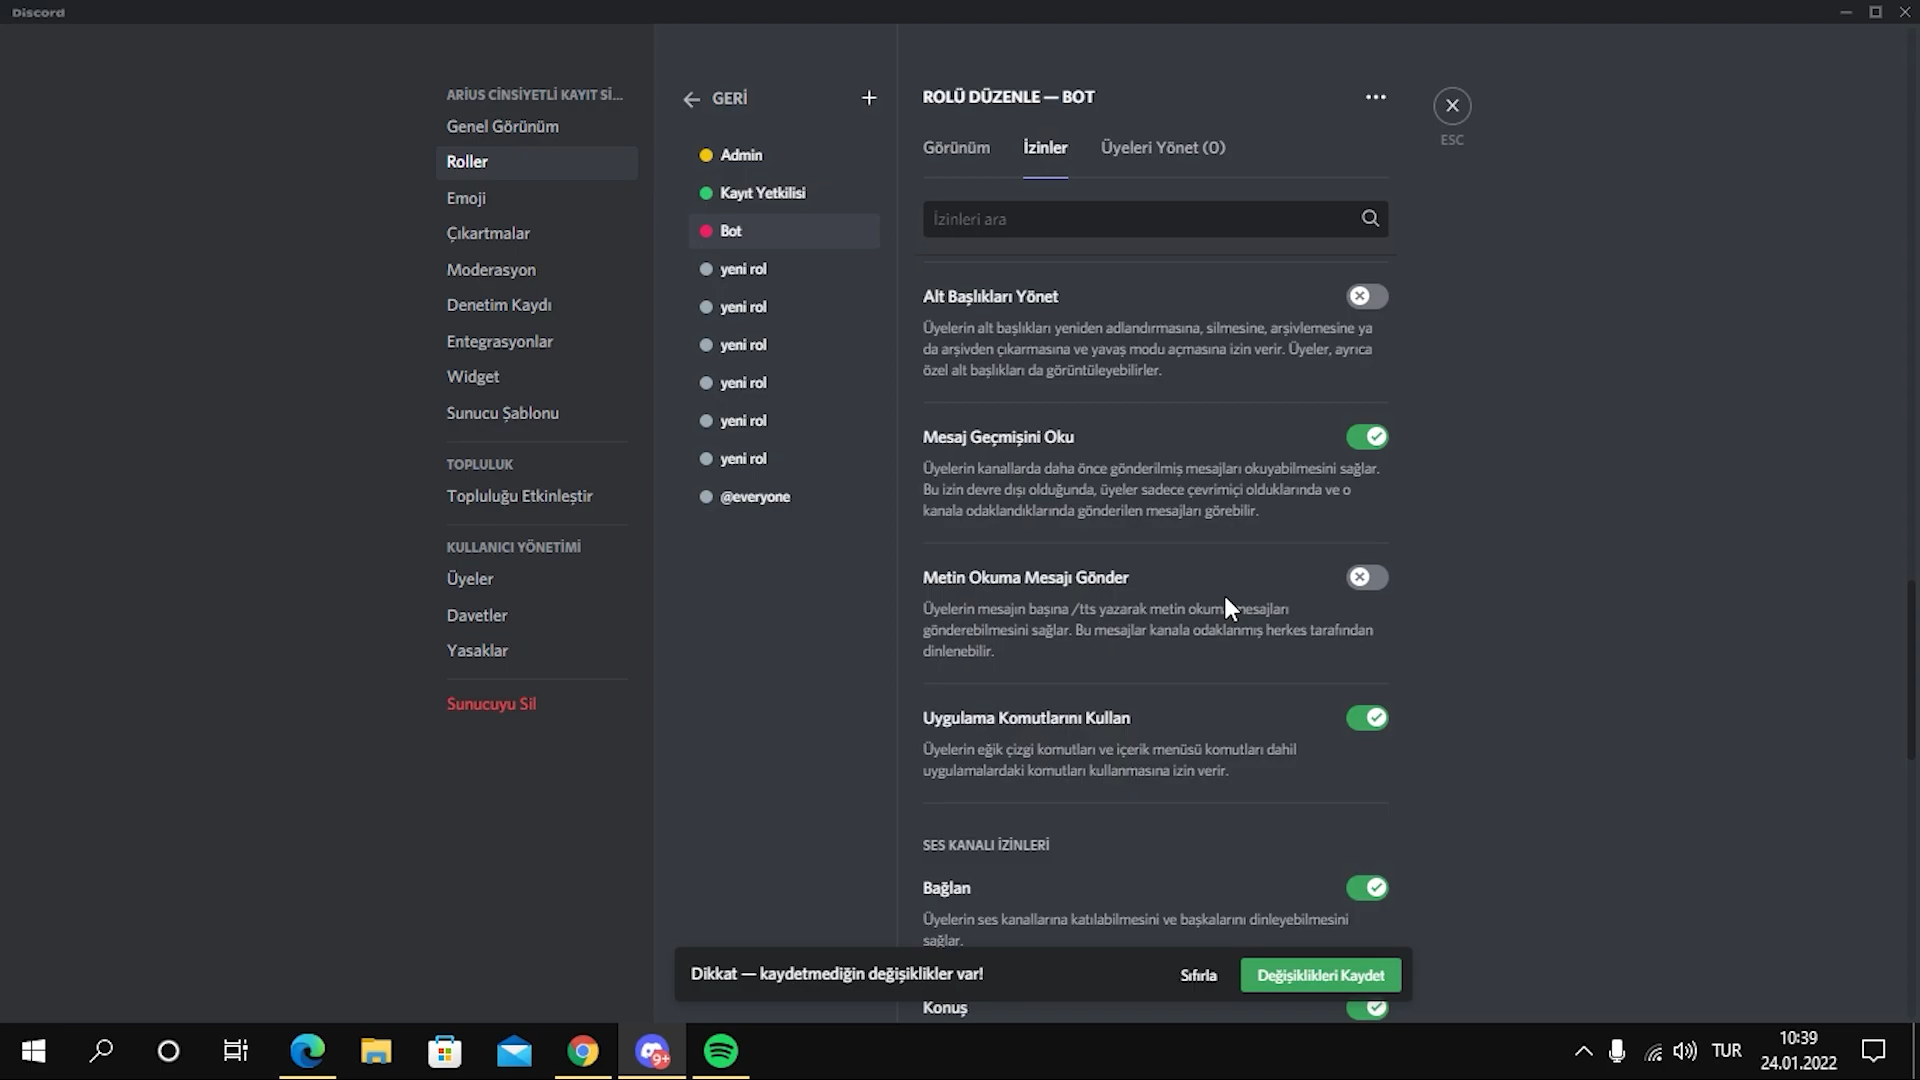 Discord
ARİUS CİNSİYETLİ KAYIT Sİ...
Genel Görünüm
Roller
Emoji
Çıkartmalar
Moderasyon
Denetim Kaydı
Entegrasyonlar
Widget
Sunucu Şablonu
TOPLULUK
Topluluğu Etkinleştir
KULLANICI YÖNETİMİ
Üyeler
Davetler
Yasaklar
Sunucuyu Sil
GERİ
Admin
Kayıt Yetkilisi
Bot
yeni rol
yeni rol
yeni rol
yeni rol
yeni rol
yeni rol
@everyone
ROLÜ DÜZENLE — BOT
Görünüm İzinler Üyeleri Yönet (0)
ESC
İzinleri ara
Alt Başlıkları Yönet
Üyelerin alt başlıkları yeniden adlandırmasına, silmesine, arşivlemesine ya
da arşivden çıkarmasına ve yavaş modu açmasına izin verir. Üyeler, ayrıca
özel alt başlıkları da görüntüleyebilirler.
Mesaj Geçmişini Oku
Üyelerin kanallarda daha önce gönderilmiş mesajları okuyabilmesini sağlar.
Bu izin devre dışı olduğunda, üyeler sadece çevrimiçi olduklarında ve o
kanala odaklandıklarında gönderilen mesajları görebilir.
Metin Okuma Mesajı Gönder
Üyelerin mesajın başına /tts yazarak metin okuma mesajları
gönderebilmesini sağlar. Bu mesajlar kanala odaklanmış herkes tarafından
dinlenebilir.
Uygulama Komutlarını Kullan
Üyelerin eğik çizgi komutları ve içerik menüsü komutları dahil
uygulamalardaki komutları kullanmasına izin verir.
SES KANALI İZİNLERİ
Bağlan
Üyelerin ses kanallarına katılabilmesini ve başkalarını dinleyebilmesini
sağlar.
Dikkat — kaydetmediğin değişiklikler var!
Sıfırla
Değişiklikleri Kaydet
Konuş
9+
TUR
10:39
24.01.2022